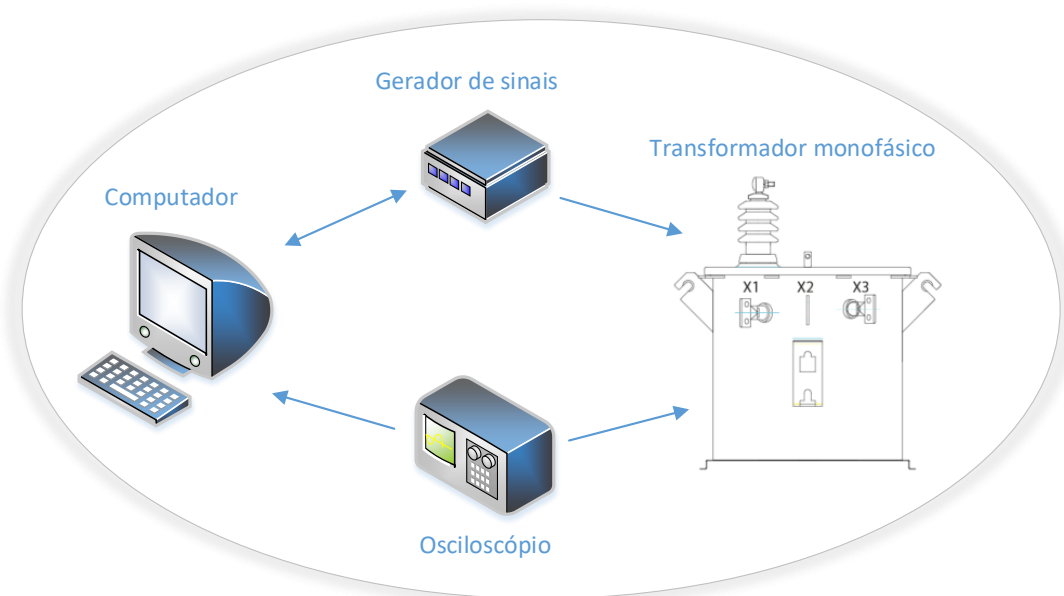 Gerador de sinais
Transformador monofásico
Computador
X1 X2 X3
Osciloscópio